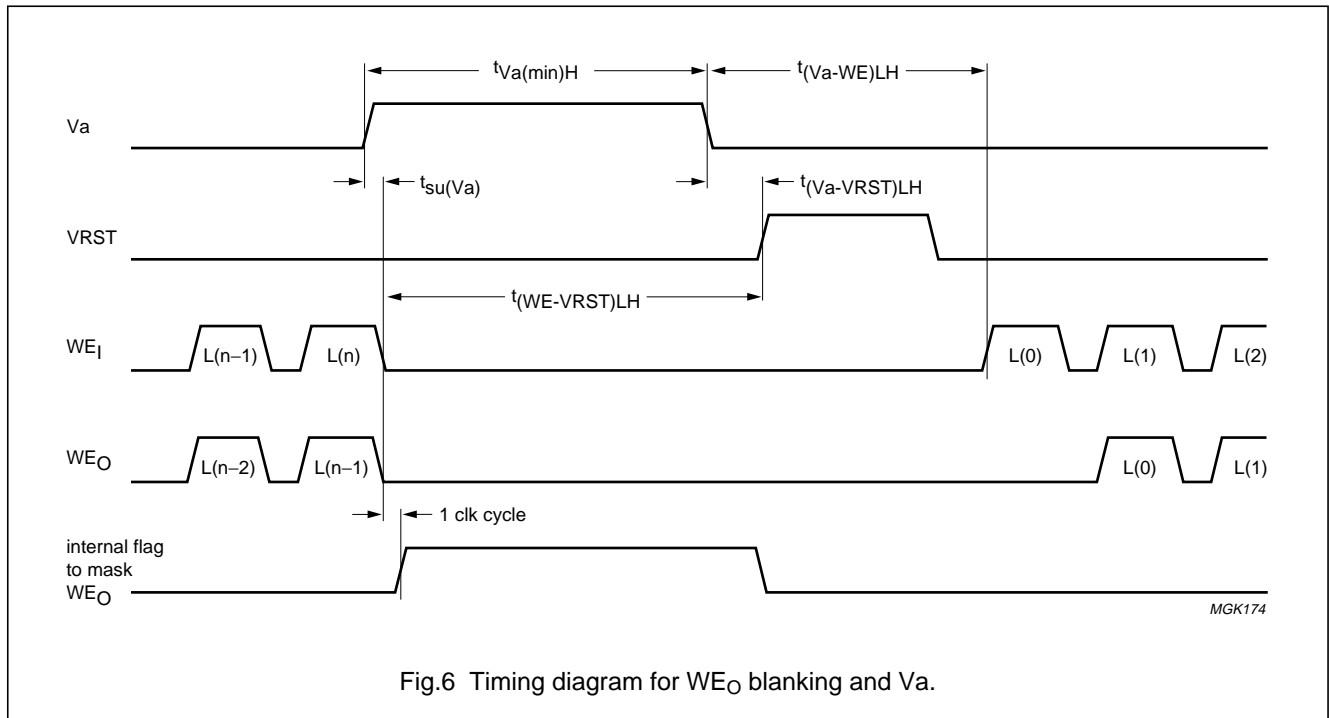 tVa(min)H
t(Va-WE)LH
Va
tsu(Va)
t(Va-VRST)LH
VRST
t(WE-VRST)LH
WEI
L(n−1)
L(n)
L(0)
L(1)
L(2)
WEO
L(n−2)
L(n−1)
L(0)
L(1)
1 clk cycle
internal flag
to mask
WEO
MGK174
Fig.6 Timing diagram for WEO blanking and Va.